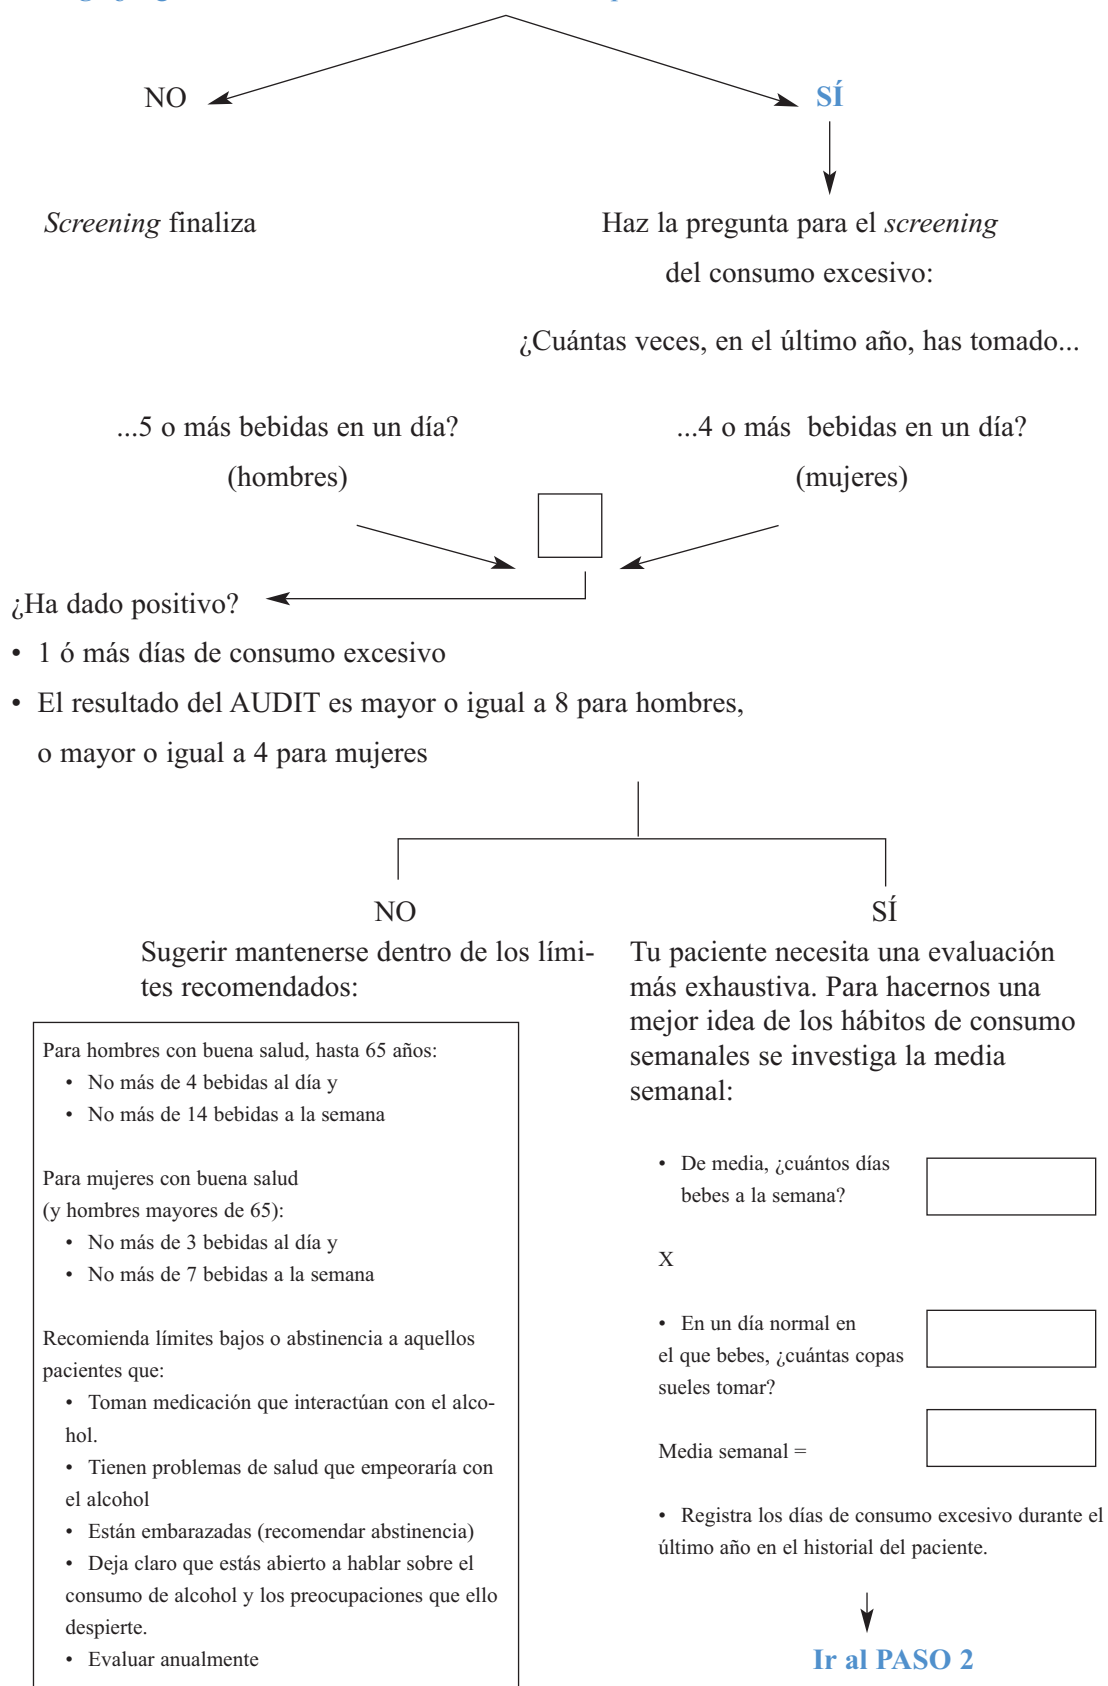 NO
SÍ
Screening finaliza
Haz la pregunta para el screening
del consumo excesivo:
¿Cuántas veces, en el último año, has tomado...
...5 o más bebidas en un día?
(hombres)
...4 o más bebidas en un día?
(mujeres)
¿Ha dado positivo?
• 1 ó más días de consumo excesivo
• El resultado del AUDIT es mayor o igual a 8 para hombres,
o mayor o igual a 4 para mujeres
NO
Sugerir mantenerse dentro de los lími-
tes recomendados:
Para hombres con buena salud, hasta 65 años:
• No más de 4 bebidas al día y
• No más de 14 bebidas a la semana
Para mujeres con buena salud
(y hombres mayores de 65):
• No más de 3 bebidas al día y
• No más de 7 bebidas a la semana
Recomienda límites bajos o abstinencia a aquellos
pacientes que:
• Toman medicación que interactúan con el alco-
hol.
• Tienen problemas de salud que empeoraría con
el alcohol
• Están embarazadas (recomendar abstinencia)
• Deja claro que estás abierto a hablar sobre el
consumo de alcohol y los preocupaciones que ello
despierte.
• Evaluar anualmente
SÍ
Tu paciente necesita una evaluación
más exhaustiva. Para hacernos una
mejor idea de los hábitos de consumo
semanales se investiga la media
semanal:
• De media, ¿cuántos días
bebes a la semana?
X
• En un día normal en
el que bebes, ¿cuántas copas
sueles tomar?
Media semanal =
• Registra los días de consumo excesivo durante el
último año en el historial del paciente.
Ir al PASO 2